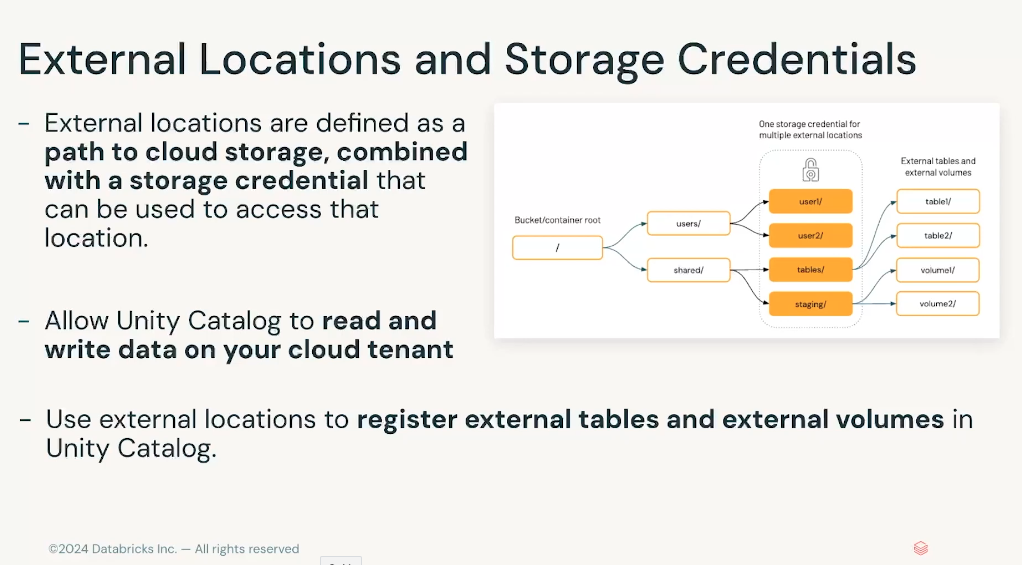 External Locations and Storage Credentials
– External locations are defined as a
path to cloud storage, combined
with a storage credential that
can be used to access that
location.
– Allow Unity Catalog to read and
write data on your cloud tenant
– Use external locations to register external tables and external volumes in
Unity Catalog.
One storage credential for
multiple external locations
External tables and
external volumes
Bucket/container root
/
users/
shared/
user1/
user2/
tables/
staging/
table1/
table2/
volume1/
volume2/
©2024 Databricks Inc. — All rights reserved